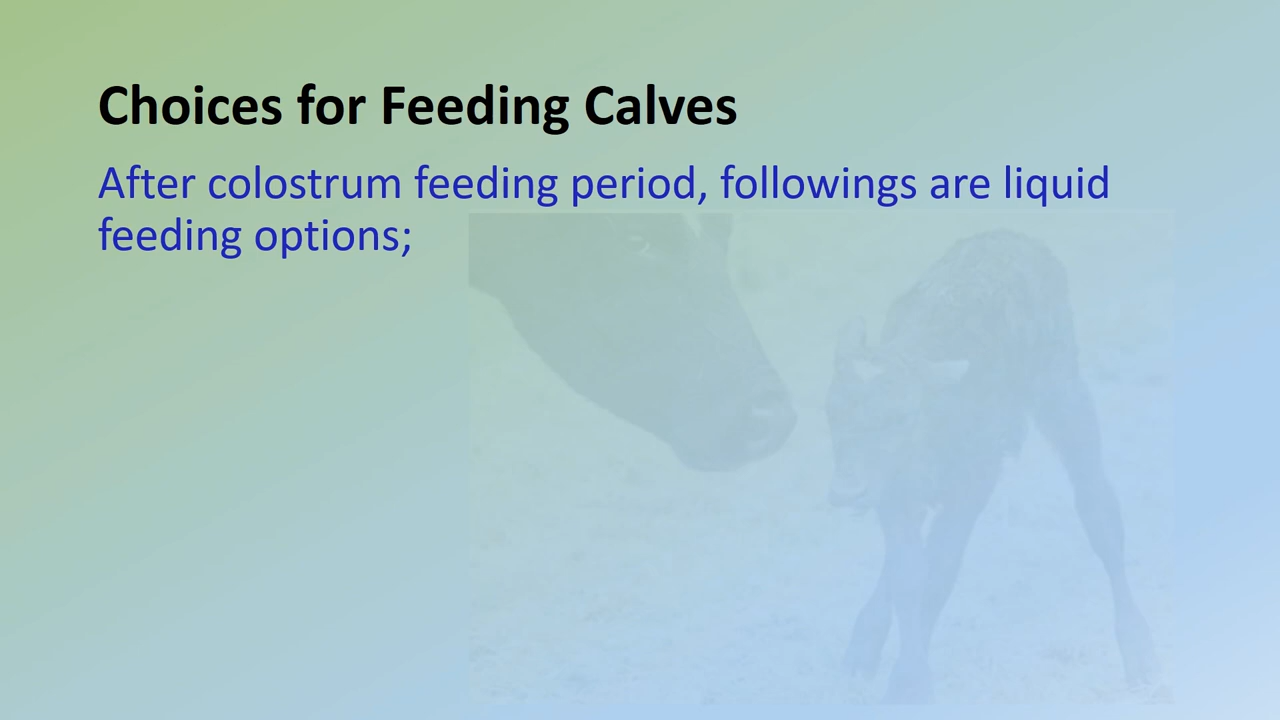 Choices for Feeding Calves
After colostrum feeding period, followings are liquid
feeding options;